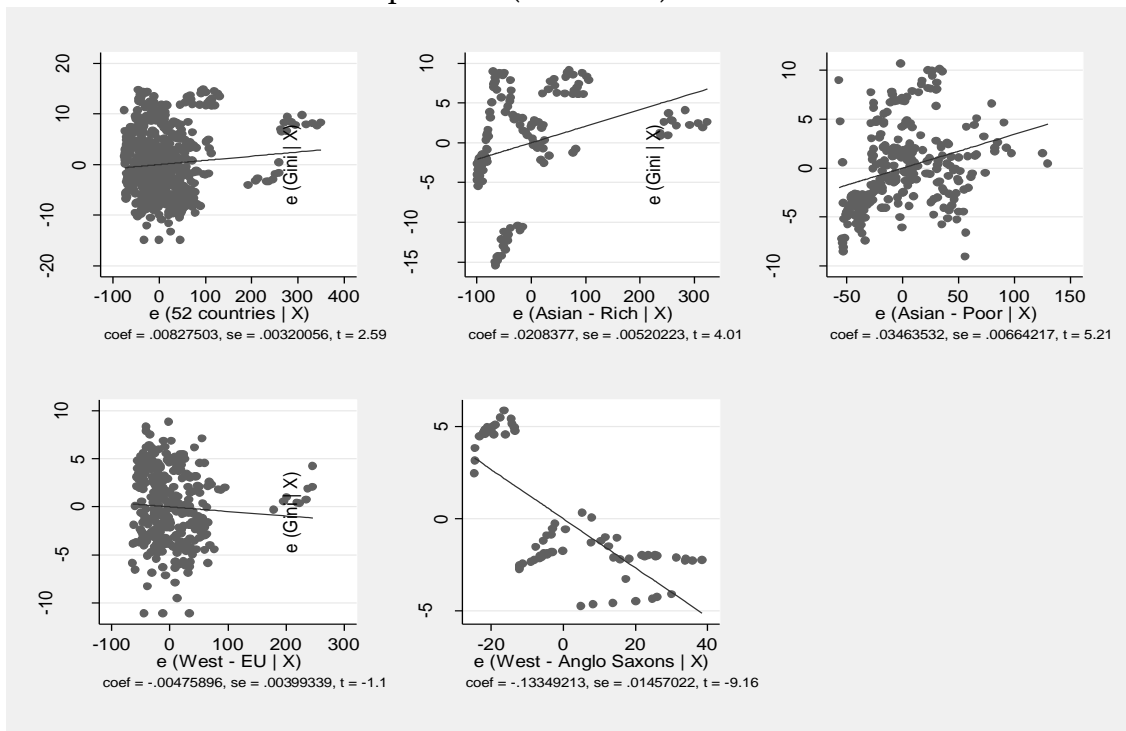 20
10
0
-10
-20
-100 0 100 200 300 400
e (52 countries | X)
coef = .00827503, se = .00320056, t = 2.59
e (Gini | X)
10
5
0
-5
-10
-15
-100 0 100 200 300
e (Asian - Rich | X)
coef = .0208377, se = .00520223, t = 4.01
e (Gini | X)
10
5
0
-5
-10
-50 0 50 100 150
e (Asian - Poor | X)
coef = .03463532, se = .00664217, t = 5.21
10
5
0
-5
-10
-100 0 100 200 300
e (West - EU | X)
coef = -.00475896, se = .00399339, t = -1.1
e (Gini | X)
5
0
-5
-20 0 20 40
e (West - Anglo Saxons | X)
coef = -.13349213, se = .01457022, t = -9.16